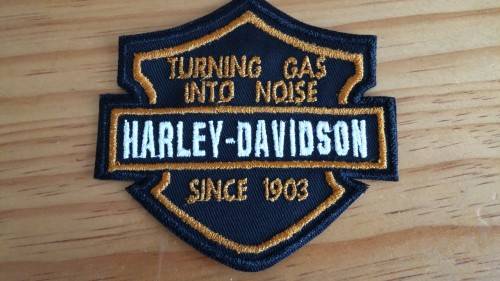 TURNING GAS
INTO NOISE
HARLEY-DAVIDSON
SINCE 1903